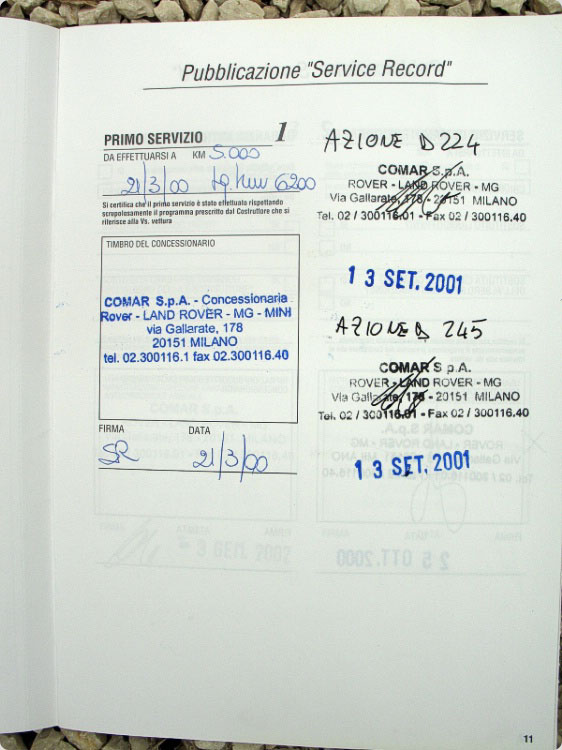 Pubblicazione "Service Record"
PRIMO SERVIZIO 1
DA EFFETTUARSI A KM 5.000
21/3/00 6200
Si certifica che il primo servizio è stato effettuato rispettando
scrupolosamente il programma prescritto dal Costruttore che si
riferisce alla Vs. vettura
TIMBRO DEL CONCESSIONARIO
COMAR S.p.A. - Concessionaria
Rover - LAND ROVER - MG - MINI
via Gallarate, 178
20151 MILANO
tel. 02.300116.1 fax 02.300116.40
FIRMA DATA
SR 21/3/00
AZIONE D 224
COMAR S.p.A.
ROVER - LAND ROVER - MG
Via Gallarate, 178 - 20151 MILANO
Tel. 02 / 300116.01 - Fax 02 / 300116.40
13 SET. 2001
AZIONE D 245
COMAR S.p.A.
ROVER - LAND ROVER - MG
Via Gallarate, 178 - 20151 MILANO
Tel. 02 / 300116.01 - Fax 02 / 300116.40
13 SET. 2001
11